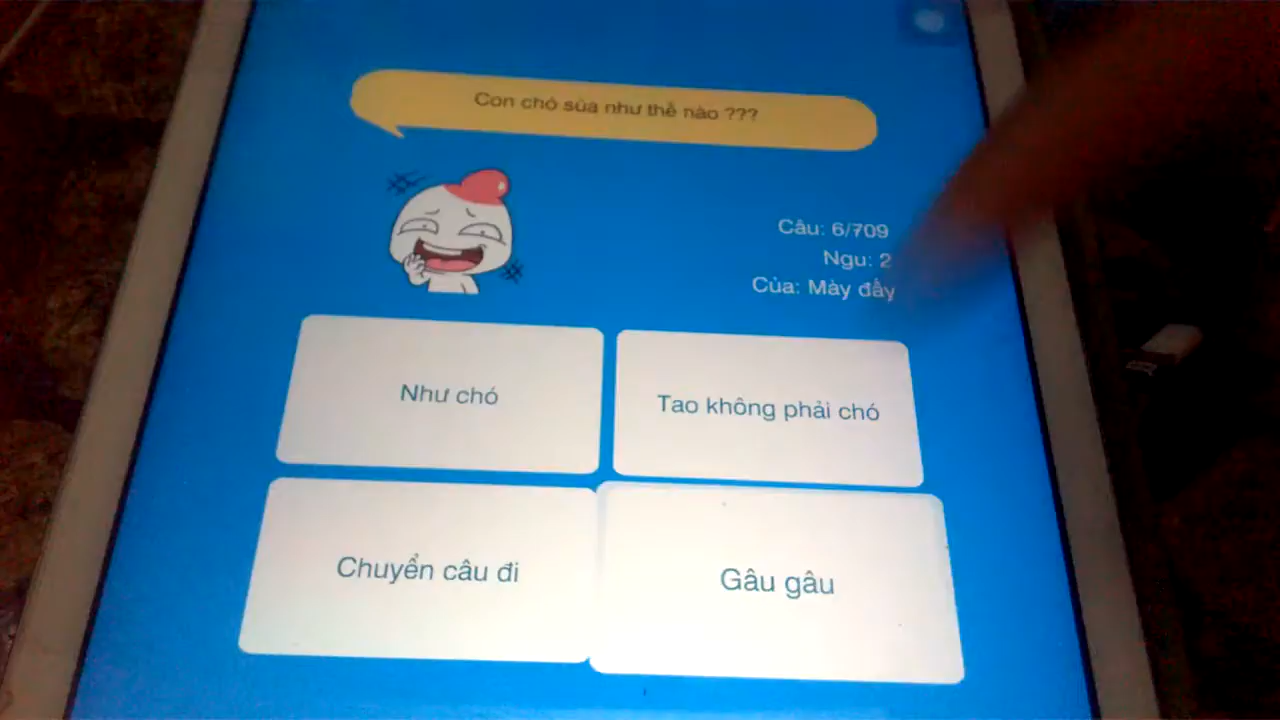 Con chó sủa như thế nào ???
Câu: 6/709
Ngu: 2
Của: Mày đấy
Như chó
Tao không phải chó
Chuyển câu đi
Gâu gâu